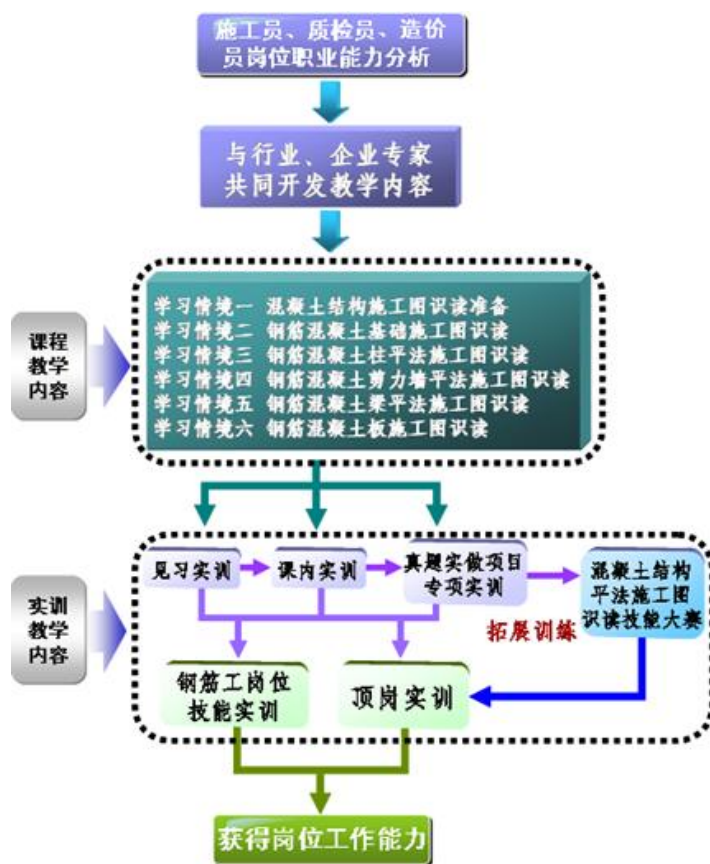 施工员、质检员、造价
员岗位职业能力分析
与行业、企业专家
共同开发教学内容
课程
教学
内容
学习情境一 混凝土结构施工图识读准备
学习情境二 钢筋混凝土基础施工图识读
学习情境三 钢筋混凝土柱平法施工图识读
学习情境四 钢筋混凝土剪力墙平法施工图识读
学习情境五 钢筋混凝土梁平法施工图识读
学习情境六 钢筋混凝土板施工图识读
实训
教学
内容
见习实训
课内实训
真题实做项目
专项实训
混凝土结构
平法施工图
识读技能大赛
拓展训练
钢筋工岗位
技能实训
顶岗实训
获得岗位工作能力